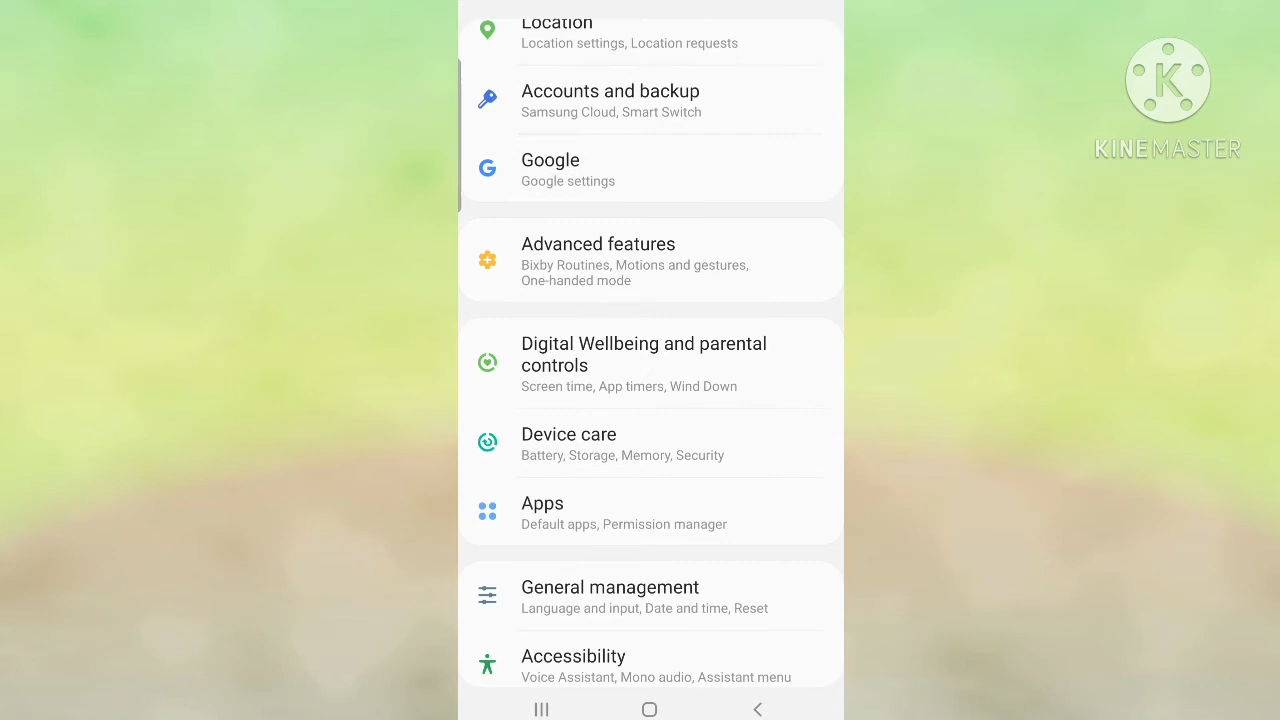 Location
Location settings, Location requests
Accounts and backup
Samsung Cloud, Smart Switch
Google
Google settings
Advanced features
Bixby Routines, Motions and gestures,
One-handed mode
Digital Wellbeing and parental
controls
Screen time, App timers, Wind Down
Device care
Battery, Storage, Memory, Security
Apps
Default apps, Permission manager
General management
Language and input, Date and time, Reset
Accessibility
Voice Assistant, Mono audio, Assistant menu
K
KINEMASTER